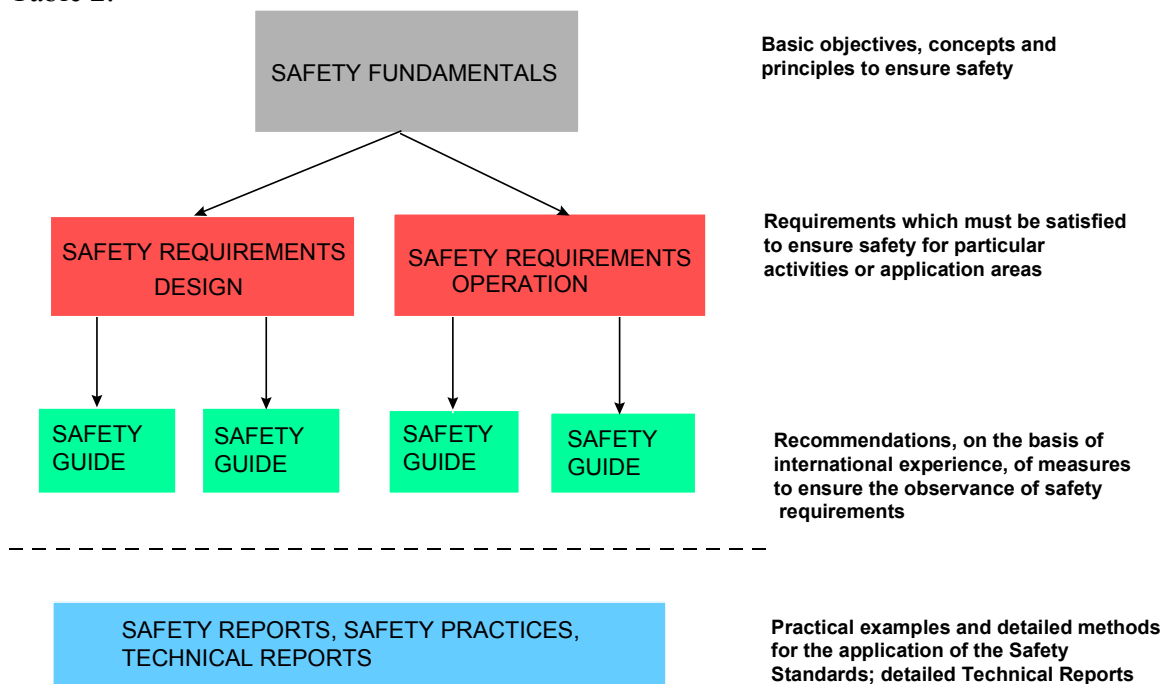 SAFETY FUNDAMENTALS
Basic objectives, concepts and
principles to ensure safety
SAFETY REQUIREMENTS
DESIGN
SAFETY REQUIREMENTS
OPERATION
Requirements which must be satisfied
to ensure safety for particular
activities or application areas
SAFETY
GUIDE
SAFETY
GUIDE
SAFETY
GUIDE
SAFETY
GUIDE
Recommendations, on the basis of
international experience, of measures
to ensure the observance of safety
requirements
SAFETY REPORTS, SAFETY PRACTICES,
TECHNICAL REPORTS
Practical examples and detailed methods
for the application of the Safety
Standards; detailed Technical Reports